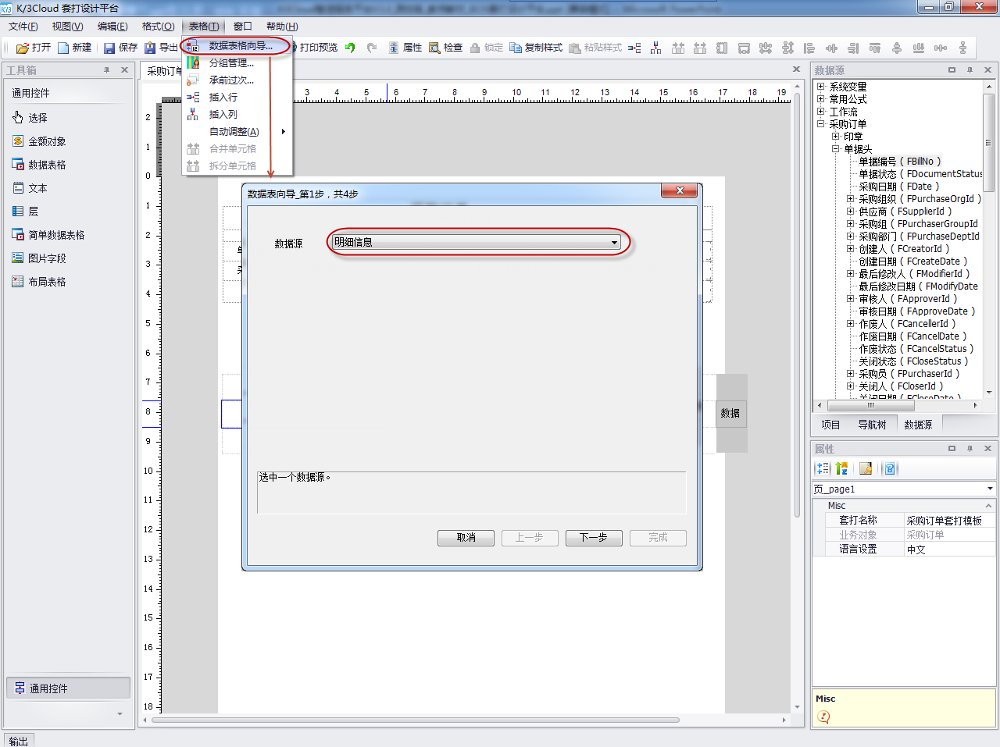 K/3Cloud 套打设计平台
文件(F) 视图(V) 编辑(E) 格式(O) 表格(T) 窗口 帮助(H)
打开 新建 保存 导出 打印预览 属性 检查 锁定 复制样式 粘贴样式
数据表格向导...
分组管理...
承前过次...
插入行
插入列
自动调整(A)
合并单元格
拆分单元格
工具箱
通用控件
选择
金额对象
数据表格
文本
层
简单数据表格
图片字段
布局表格
通用控件
输出
采购订单
3 4 5 6 7 8 9 10 11 12 13 14 15 16 17 18 19
2
1
0
1
2
3
4
5
6
7
8
9
10
11
12
13
14
15
16
17
18
数据表向导_第1步，共4步
数据源
明细信息
选中一个数据源。
取消 上一步 下一步 完成
数据
数据源
系统变量
常用公式
工作流
采购订单
印章
单据头
单据编号（FBillNo）
单据状态（FDocumentStatus
采购日期（FDate）
采购组织（FPurchaseOrgId）
供应商（FSupplierId）
采购组（FPurchaserGroupId
采购部门（FPurchaseDeptId
创建人（FCreatorId）
创建日期（FCreateDate）
最后修改人（FModifierId）
最后修改日期（FModifyDate
审核人（FApproverId）
审核日期（FApproveDate）
作废人（FCancellerId）
作废日期（FCancelDate）
作废状态（FCancelStatus）
关闭状态（FCloseStatus）
采购员（FPurchaserId）
关闭人（FCloserId）
关闭日期（FCloseDate）
项目 导航树 数据源
属性
页_page1
Misc
套打名称 采购订单套打模板
业务对象 采购订单
语言设置 中文
Misc